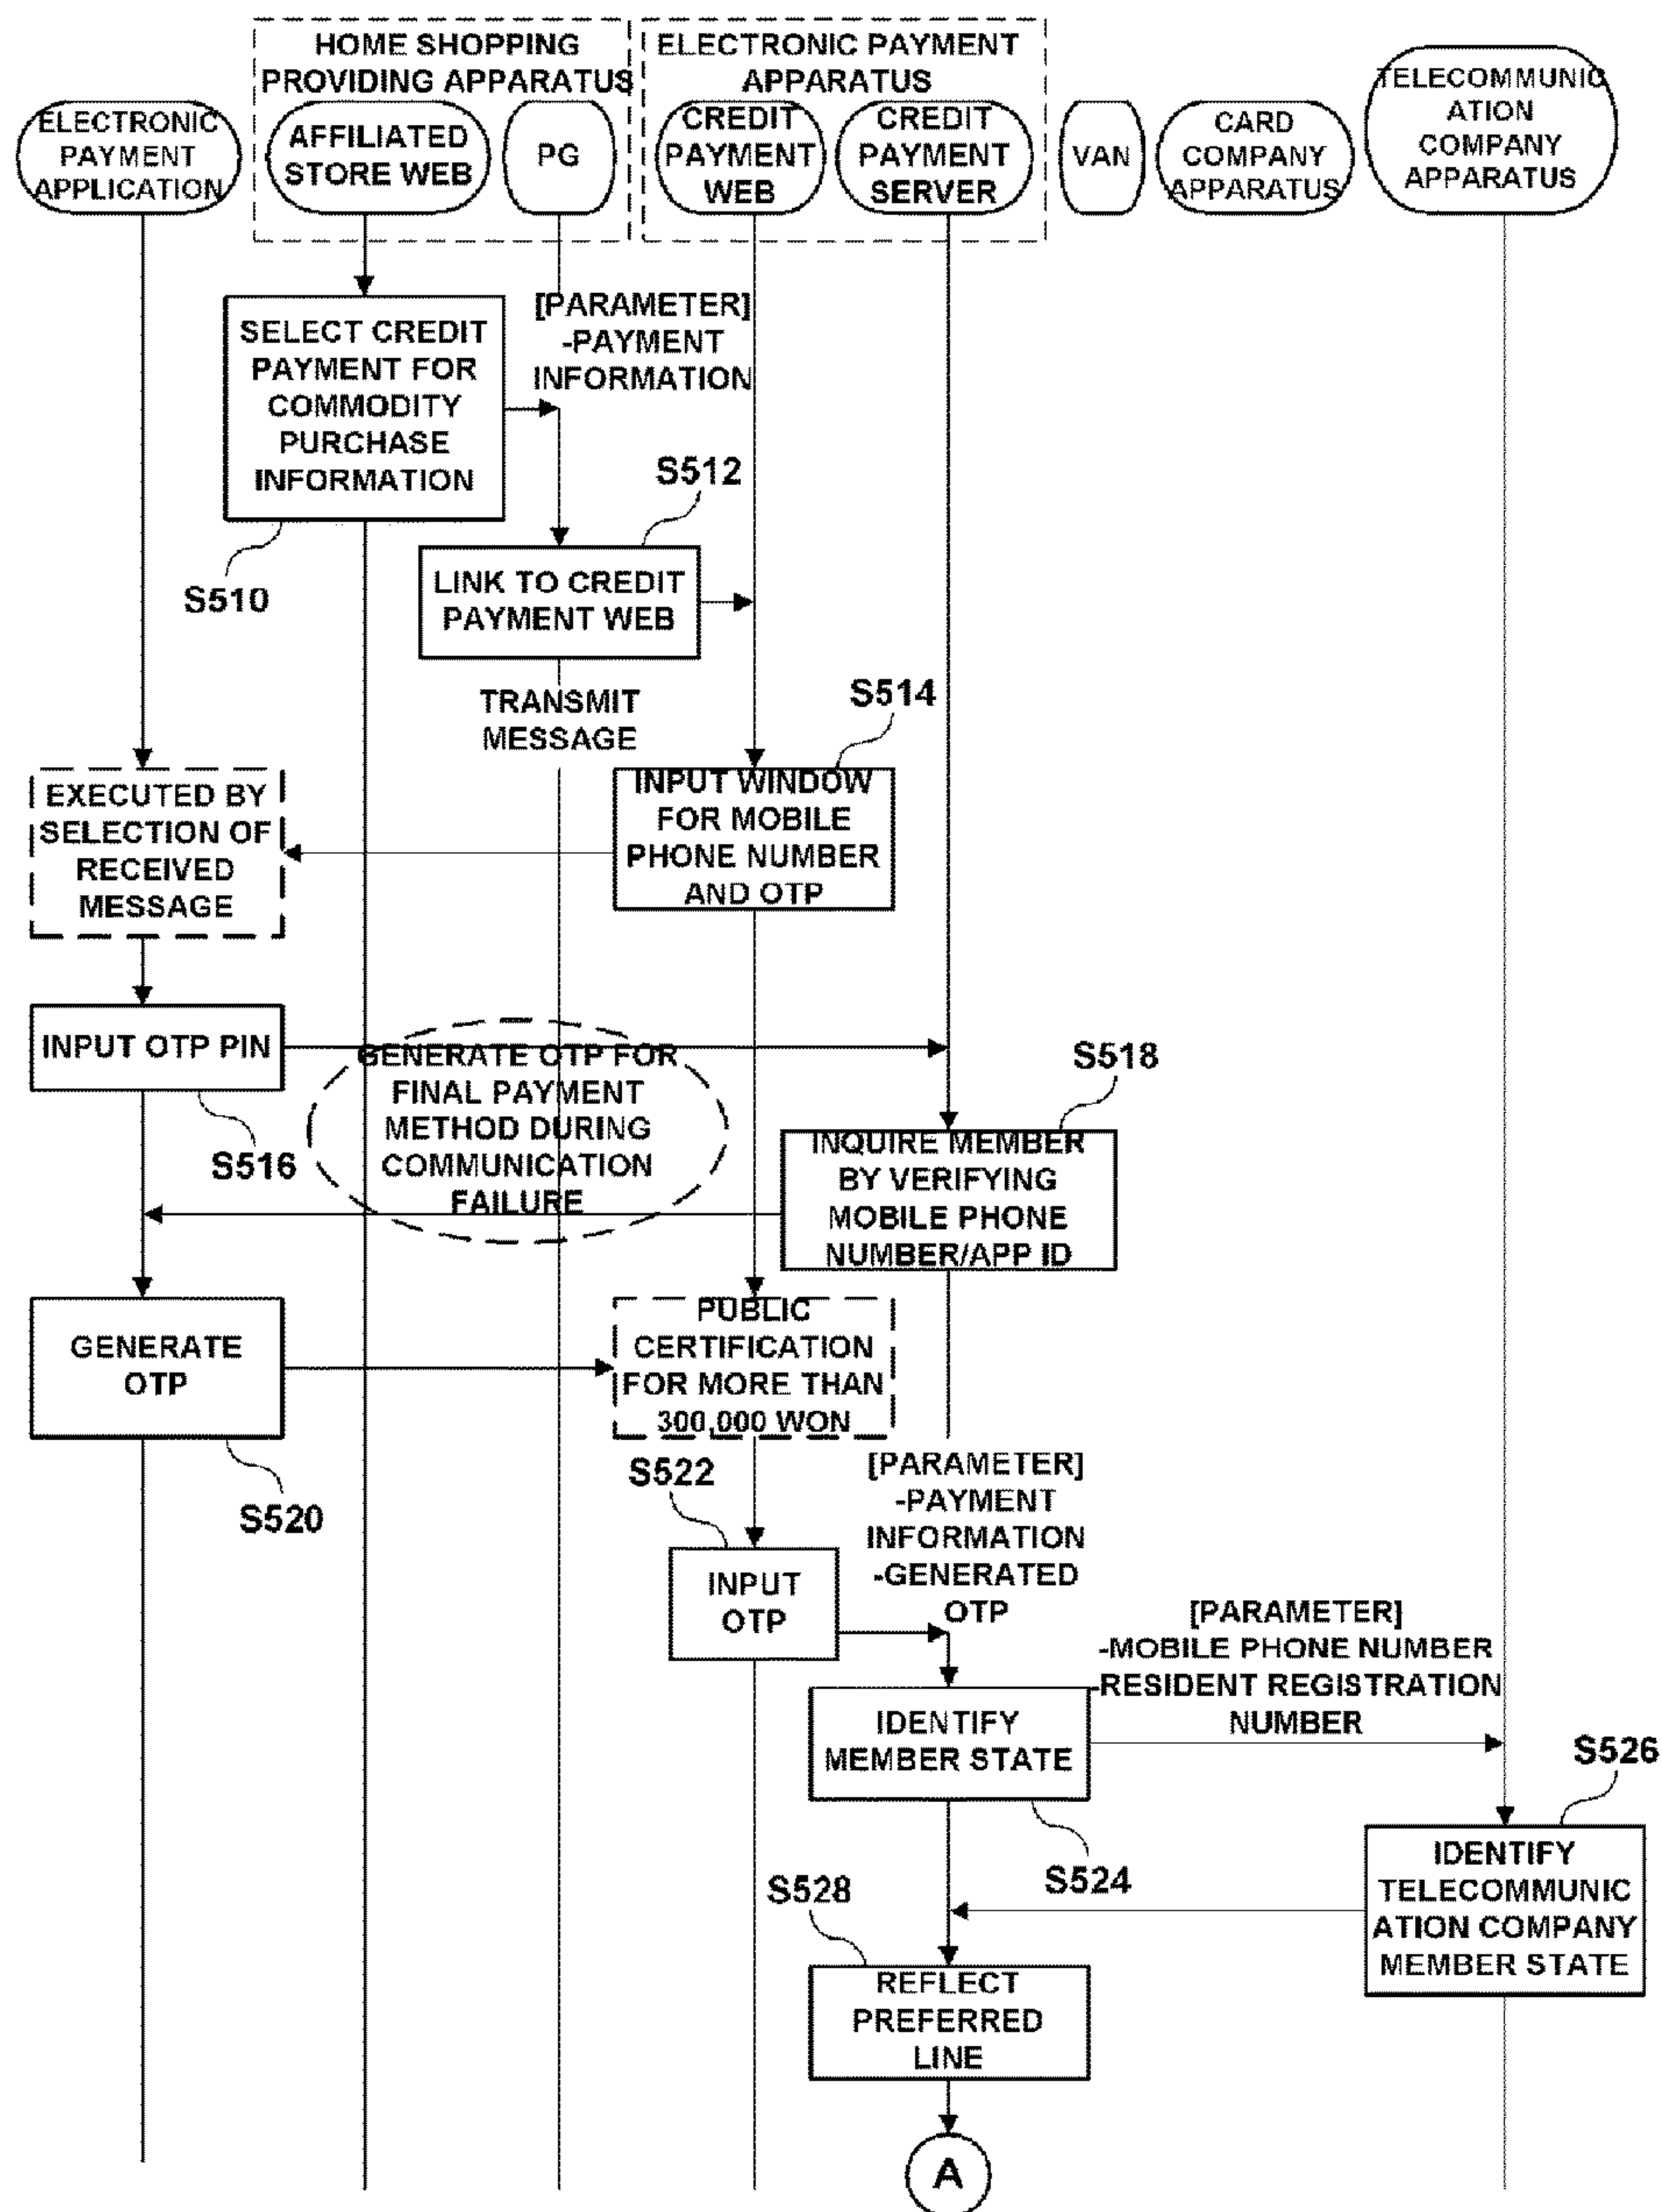 HOME SHOPPING
PROVIDING APPARATUS
ELECTRONIC PAYMENT
APPARATUS
ELECTRONIC
PAYMENT
APPLICATION
AFFILIATED
STORE WEB
PG
CREDIT
PAYMENT
WEB
CREDIT
PAYMENT
SERVER
VAN
CARD
COMPANY
APPARATUS
TELECOMMUNIC
ATION
COMPANY
APPARATUS
SELECT CREDIT
PAYMENT FOR
COMMODITY
PURCHASE
INFORMATION
S510
[PARAMETER]
-PAYMENT
INFORMATION
S512
LINK TO CREDIT
PAYMENT WEB
TRANSMIT
MESSAGE
S514
INPUT WINDOW
FOR MOBILE
PHONE NUMBER
AND OTP
EXECUTED BY
SELECTION OF
RECEIVED
MESSAGE
INPUT OTP PIN
S516
GENERATE OTP FOR
FINAL PAYMENT
METHOD DURING
COMMUNICATION
FAILURE
S518
INQUIRE MEMBER
BY VERIFYING
MOBILE PHONE
NUMBER/APP ID
GENERATE
OTP
S520
PUBLIC
CERTIFICATION
FOR MORE THAN
300,000 WON
S522
INPUT
OTP
[PARAMETER]
-PAYMENT
INFORMATION
-GENERATED
OTP
IDENTIFY
MEMBER STATE
S524
[PARAMETER]
-MOBILE PHONE NUMBER
-RESIDENT REGISTRATION
NUMBER
S526
IDENTIFY
TELECOMMUNIC
ATION COMPANY
MEMBER STATE
S528
REFLECT
PREFERRED
LINE
A